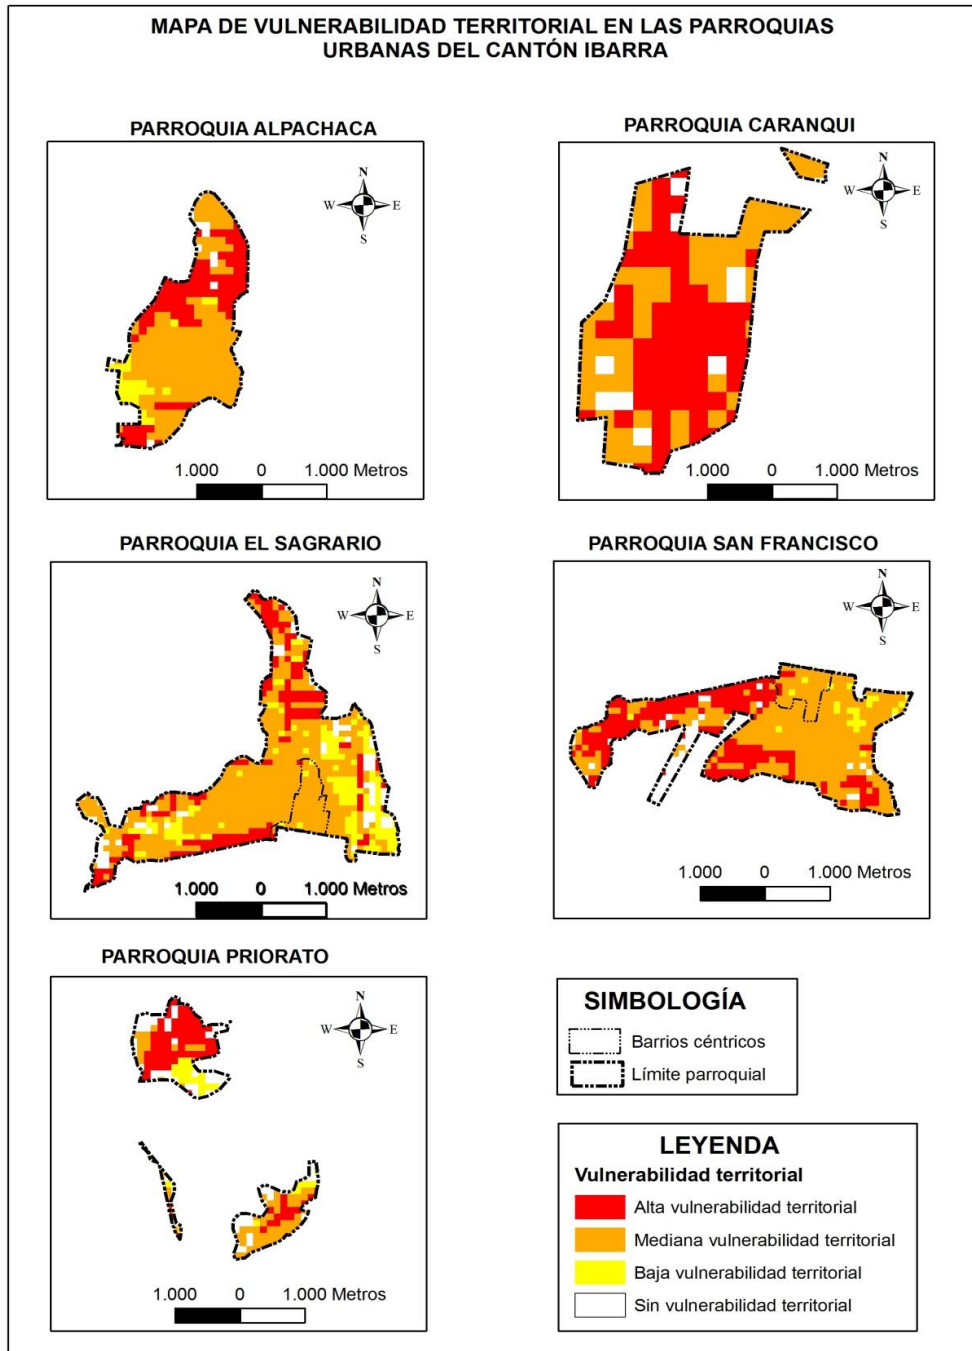 MAPA DE VULNERABILIDAD TERRITORIAL EN LAS PARROQUIAS
URBANAS DEL CANTÓN IBARRA
PARROQUIA ALPACHACA
N
W E
S
1.000 0 1.000 Metros
PARROQUIA CARANQUI
N
W E
S
1.000 0 1.000 Metros
PARROQUIA EL SAGRARIO
N
W E
S
1.000 0 1.000 Metros
PARROQUIA SAN FRANCISCO
N
W E
S
1.000 0 1.000 Metros
PARROQUIA PRIORATO
N
W E
S
1.000 0 1.000 Metros
SIMBOLOGÍA
Barrios céntricos
Límite parroquial
LEYENDA
Vulnerabilidad territorial
Alta vulnerabilidad territorial
Mediana vulnerabilidad territorial
Baja vulnerabilidad territorial
Sin vulnerabilidad territorial